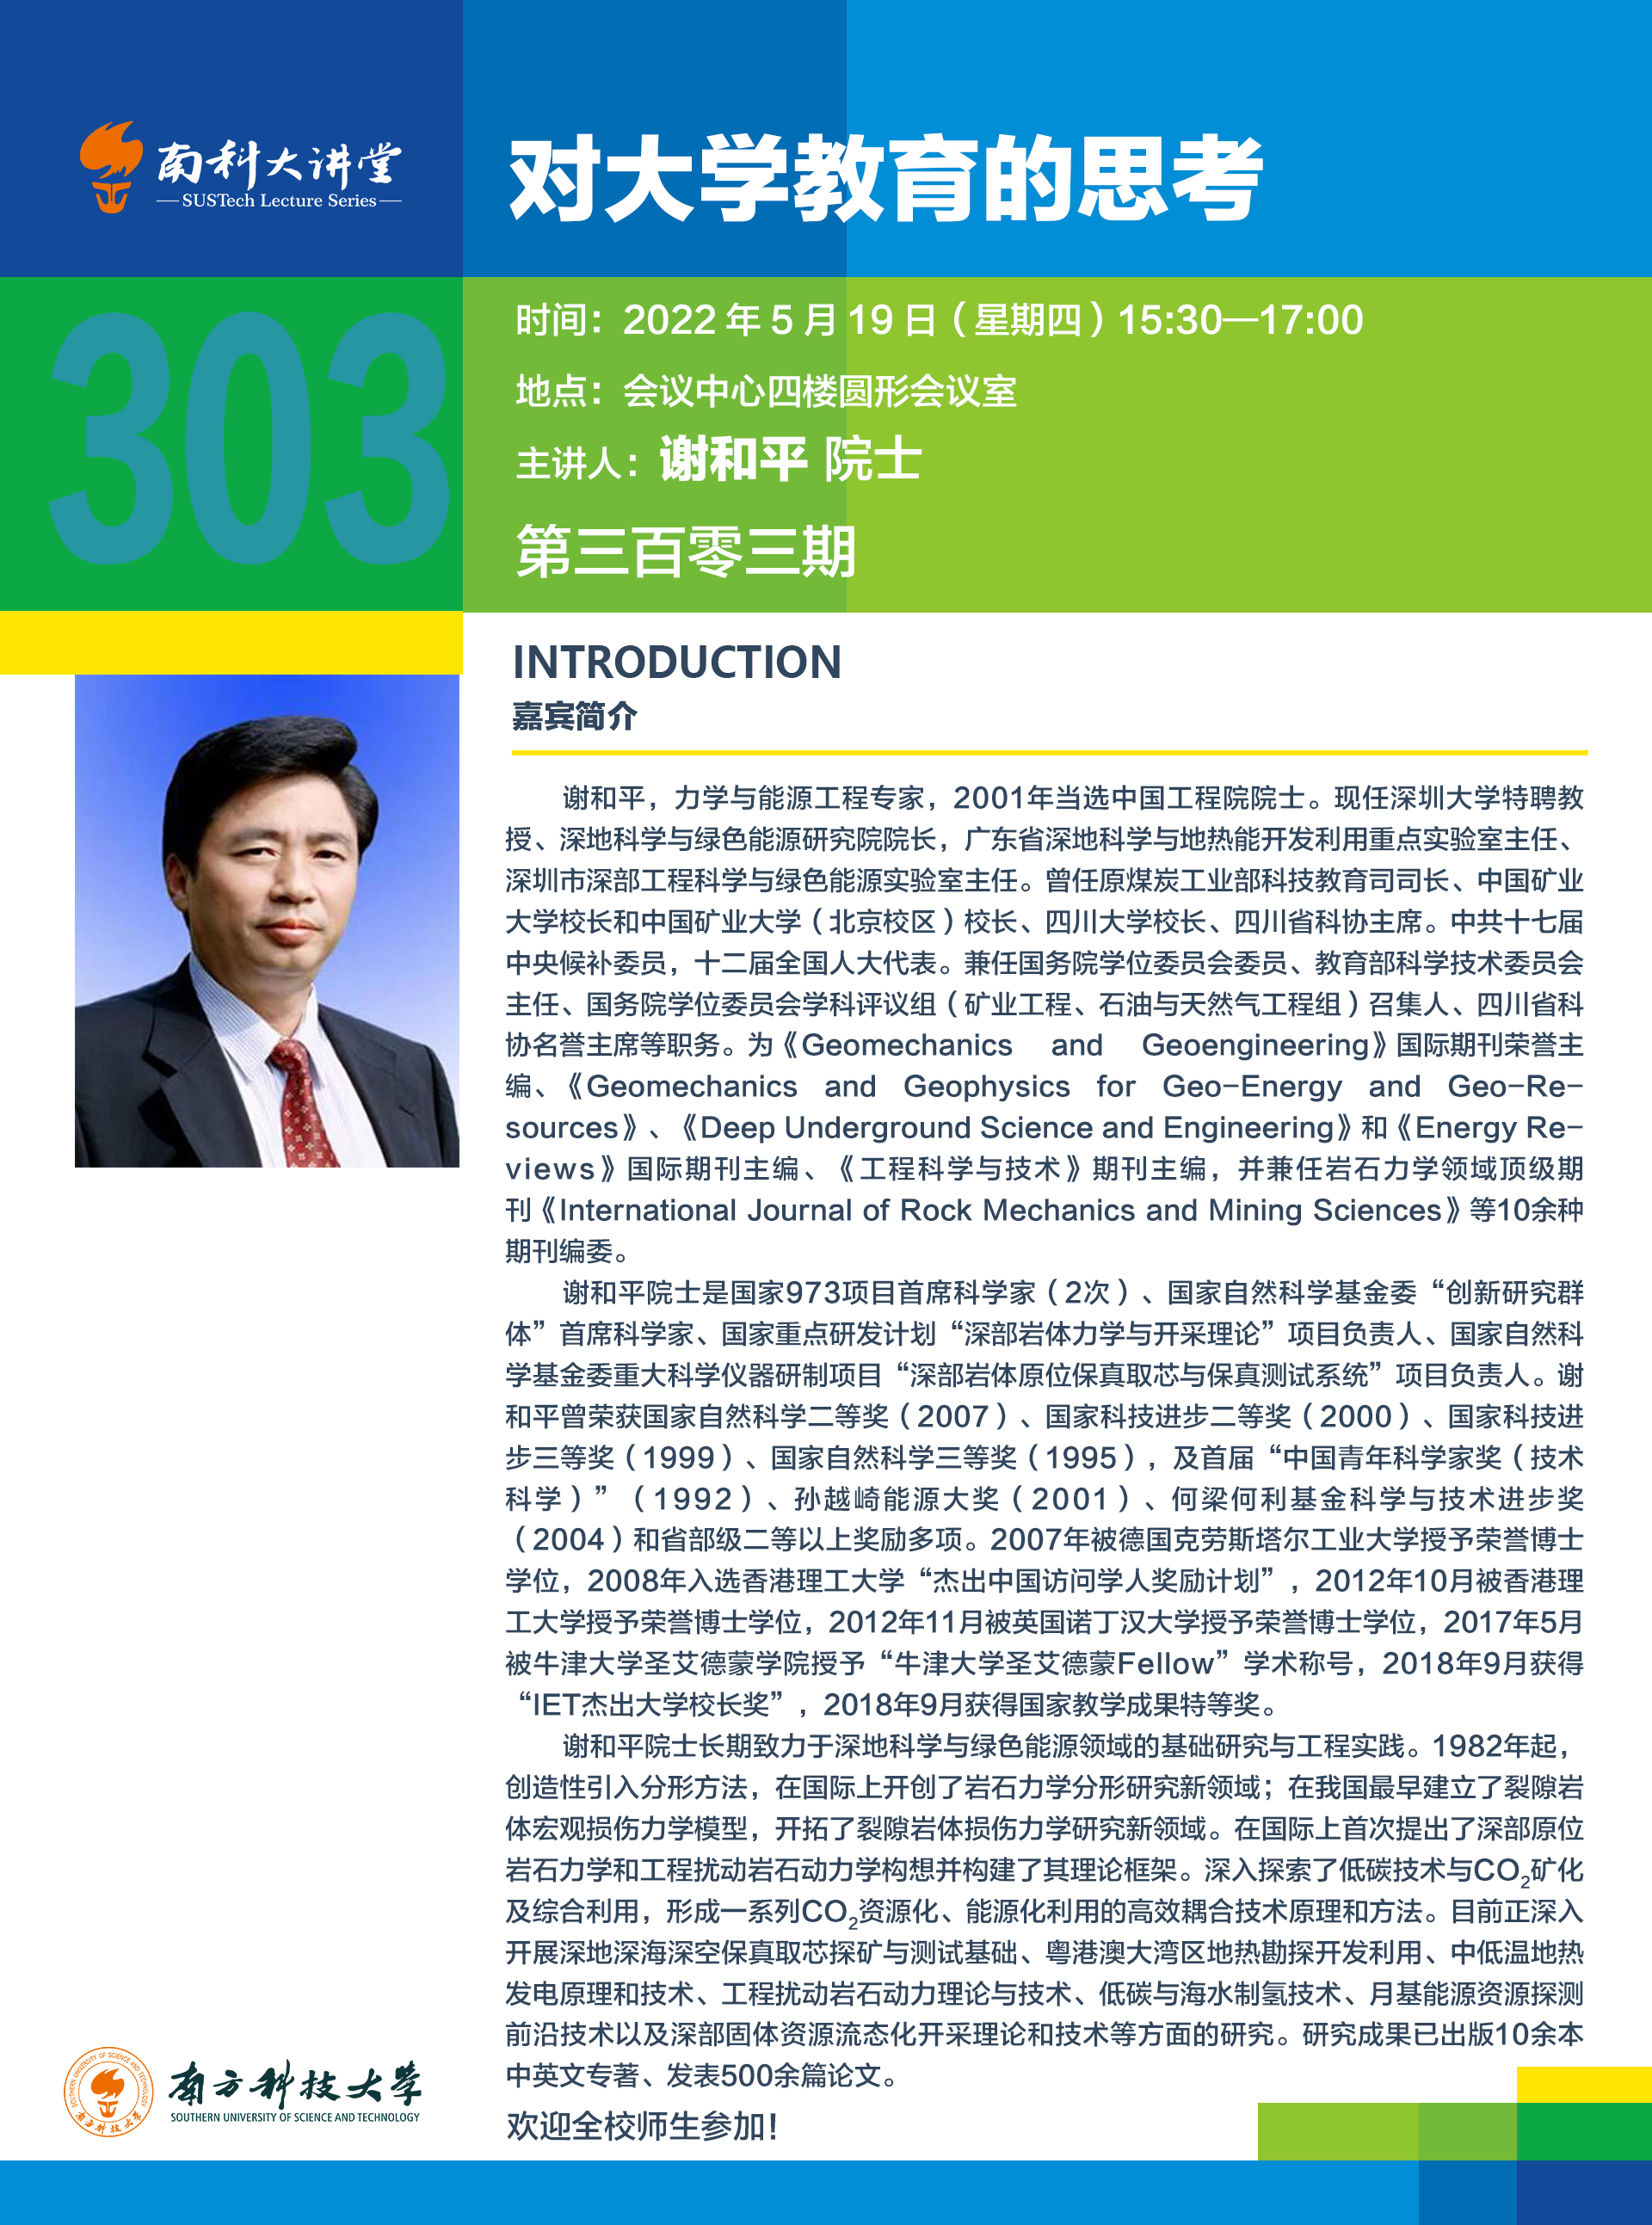 南科大讲堂
SUSTech Lecture Series
对大学教育的思考
303
时间：2022 年 5 月 19 日（星期四）15:30—17:00
地点：会议中心四楼圆形会议室
主讲人：谢和平 院士
第三百零三期
INTRODUCTION
嘉宾简介
谢和平，力学与能源工程专家，2001年当选中国工程院院士。现任深圳大学特聘教
授、深地科学与绿色能源研究院院长，广东省深地科学与地热能开发利用重点实验室主任、
深圳市深部工程科学与绿色能源实验室主任。曾任原煤炭工业部科技教育司司长、中国矿业
大学校长和中国矿业大学（北京校区）校长、四川大学校长、四川省科协主席。中共十七届
中央候补委员，十二届全国人大代表。兼任国务院学位委员会委员、教育部科学技术委员会
主任、国务院学位委员会学科评议组（矿业工程、石油与天然气工程组）召集人、四川省科
协名誉主席等职务。为《Geomechanics and Geoengineering》国际期刊荣誉主
编、《Geomechanics and Geophysics for Geo-Energy and Geo-Re-
sources》、《Deep Underground Science and Engineering》和《Energy Re-
views》国际期刊主编、《工程科学与技术》期刊主编，并兼任岩石力学领域顶级期
刊《International Journal of Rock Mechanics and Mining Sciences》等10余种
期刊编委。
谢和平院士是国家973项目首席科学家（2次）、国家自然科学基金委“创新研究群
体”首席科学家、国家重点研发计划“深部岩体力学与开采理论”项目负责人、国家自然科
学基金委重大科学仪器研制项目“深部岩体原位保真取芯与保真测试系统”项目负责人。谢
和平曾荣获国家自然科学二等奖（2007）、国家科技进步二等奖（2000）、国家科技进
步三等奖（1999）、国家自然科学三等奖（1995），及首届“中国青年科学家奖（技术
科学）”（1992）、孙越崎能源大奖（2001）、何梁何利基金科学与技术进步奖
（2004）和省部级二等以上奖励多项。2007年被德国克劳斯塔尔工业大学授予荣誉博士
学位，2008年入选香港理工大学“杰出中国访问学人奖励计划”，2012年10月被香港理
工大学授予荣誉博士学位，2012年11月被英国诺丁汉大学授予荣誉博士学位，2017年5月
被牛津大学圣艾德蒙学院授予“牛津大学圣艾德蒙Fellow”学术称号，2018年9月获得
“IET杰出大学校长奖”，2018年9月获得国家教学成果特等奖。
谢和平院士长期致力于深地科学与绿色能源领域的基础研究与工程实践。1982年起，
创造性引入分形方法，在国际上开创了岩石力学分形研究新领域；在我国最早建立了裂隙岩
体宏观损伤力学模型，开拓了裂隙岩体损伤力学研究新领域。在国际上首次提出了深部原位
岩石力学和工程扰动岩石动力学构想并构建了其理论框架。深入探索了低碳技术与CO₂矿化
及综合利用，形成一系列CO₂资源化、能源化利用的高效耦合技术原理和方法。目前正深入
开展深地深海深空保真取芯探矿与测试基础、粤港澳大湾区地热勘探开发利用、中低温地热
发电原理和技术、工程扰动岩石动力理论与技术、低碳与海水制氢技术、月基能源资源探测
前沿技术以及深部固体资源流态化开采理论和技术等方面的研究。研究成果已出版10余本
中英文专著、发表500余篇论文。
欢迎全校师生参加！
SOUTHERN UNIVERSITY OF SCIENCE AND TECHNOLOGY
南方科技大学
南方科技大学
SOUTHERN UNIVERSITY OF SCIENCE AND TECHNOLOGY